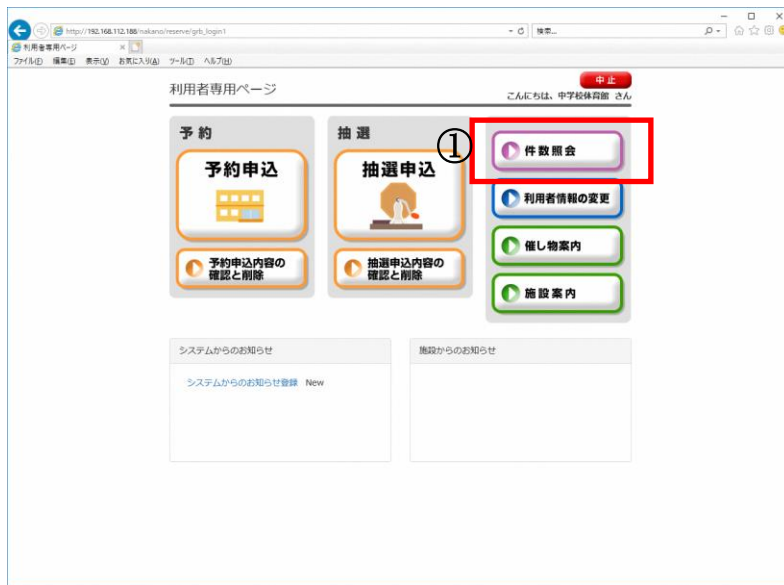 http://192.168.112.188/nakano/reserve/grb_login1
検索...
利用者専用ページ
ファイル(F) 編集(E) 表示(V) お気に入り(A) ツール(T) ヘルプ(H)
利用者専用ページ
中止
こんにちは、中学校体育館 さん
予約
抽選
①
件数照会
予約申込
抽選申込
利用者情報の変更
予約申込内容の
確認と削除
抽選申込内容の
確認と削除
催し物案内
施設案内
システムからのお知らせ
施設からのお知らせ
システムからのお知らせ登録 New